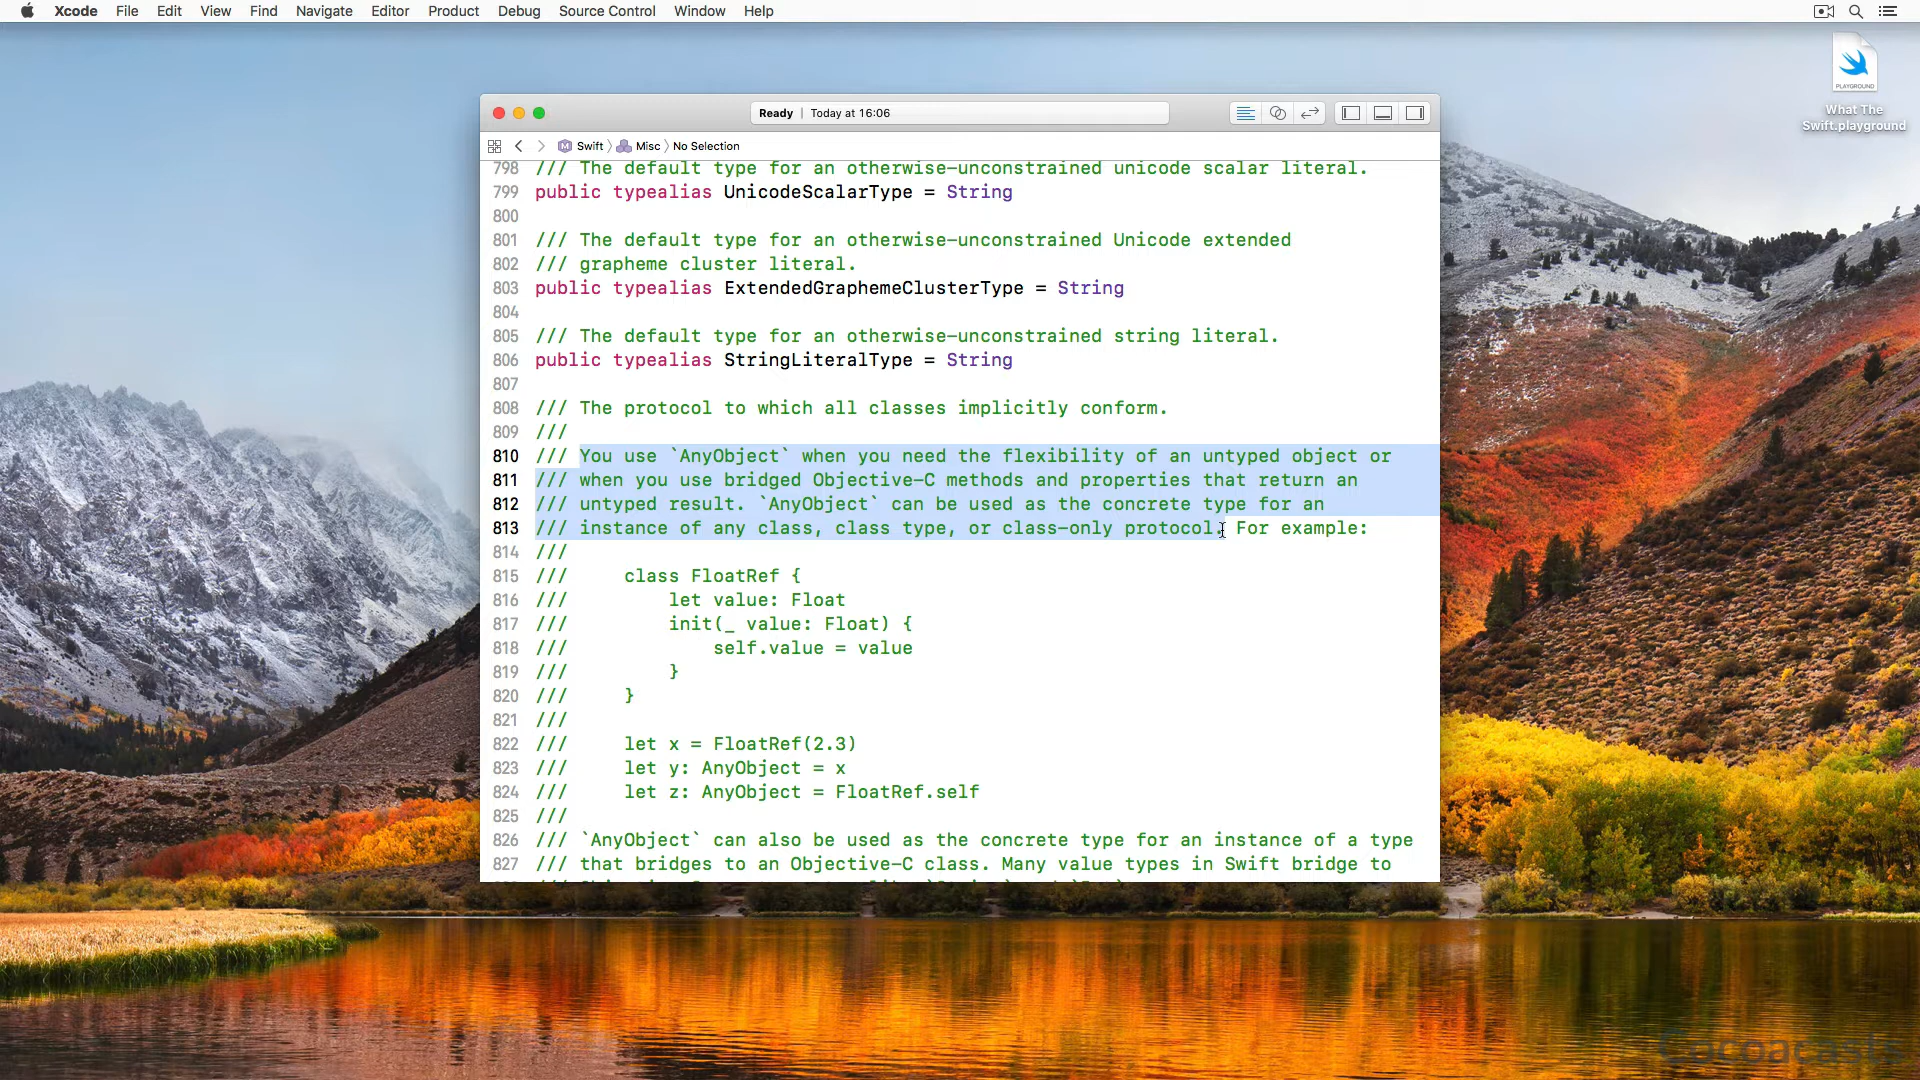 Xcode File Edit View Find Navigate Editor Product Debug Source Control Window Help
PLAYGROUND
What The
Swift.playground
Ready | Today at 16:06
Swift Misc No Selection
798 /// The default type for an otherwise-unconstrained unicode scalar literal.
799 public typealias UnicodeScalarType = String
800
801 /// The default type for an otherwise-unconstrained Unicode extended
802 /// grapheme cluster literal.
803 public typealias ExtendedGraphemeClusterType = String
804
805 /// The default type for an otherwise-unconstrained string literal.
806 public typealias StringLiteralType = String
807
808 /// The protocol to which all classes implicitly conform.
809 ///
810 /// You use `AnyObject` when you need the flexibility of an untyped object or
811 /// when you use bridged Objective-C methods and properties that return an
812 /// untyped result. `AnyObject` can be used as the concrete type for an
813 /// instance of any class, class type, or class-only protocol. For example:
814 ///
815 ///     class FloatRef {
816 ///         let value: Float
817 ///         init(_ value: Float) {
818 ///             self.value = value
819 ///         }
820 ///     }
821 ///
822 ///     let x = FloatRef(2.3)
823 ///     let y: AnyObject = x
824 ///     let z: AnyObject = FloatRef.self
825 ///
826 /// `AnyObject` can also be used as the concrete type for an instance of a type
827 /// that bridges to an Objective-C class. Many value types in Swift bridge to
Cocoacasts